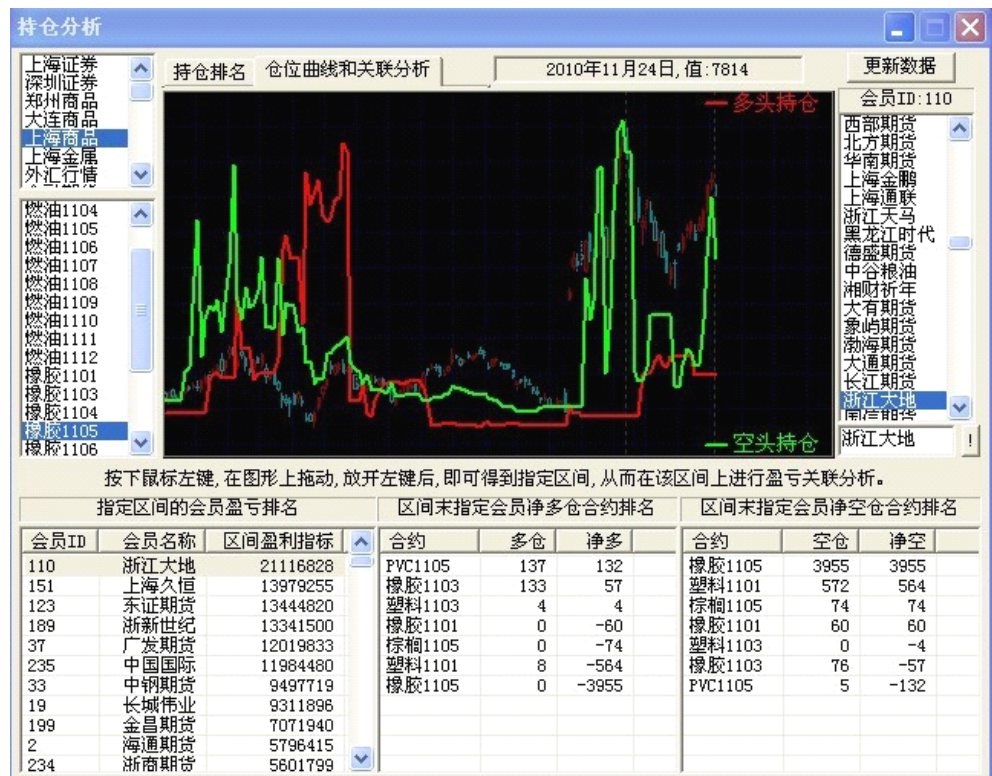 持仓分析
上海证券
深圳证券
郑州商品
大连商品
上海商品
上海金属
外汇行情
持仓排名
仓位曲线和关联分析
2010年11月24日,值:7814
更新数据
会员ID:110
多头持仓
空头持仓
燃油1104
燃油1105
燃油1106
燃油1107
燃油1108
燃油1109
燃油1110
燃油1111
燃油1112
橡胶1101
橡胶1103
橡胶1104
橡胶1105
橡胶1106
西部期货
北方期货
华南期货
上海金鹏
上海通联
浙江天马
黑龙江时代
德盛期货
中谷粮油
湘财祈年
大有期货
象屿期货
渤海期货
大通期货
长江期货
浙江大地
国信期货
浙江大地 !
按下鼠标左键,在图形上拖动,放开左键后,即可得到指定区间,从而在该区间上进行盈亏关联分析。
指定区间的会员盈亏排名
会员ID 会员名称 区间盈利指标
110 浙江大地 21116828
151 上海久恒 13979255
123 东证期货 13444820
189 浙新世纪 13341500
37 广发期货 12019833
235 中国国际 11984480
33 中钢期货 9497719
19 长城伟业 9311896
199 金昌期货 7071940
2 海通期货 5796415
234 浙商期货 5601799
区间末指定会员净多仓合约排名
合约 多仓 净多
PVC1105 137 132
橡胶1103 133 57
塑料1103 4 4
橡胶1101 0 -60
棕榈1105 0 -74
塑料1101 8 -564
橡胶1105 0 -3955
区间末指定会员净空仓合约排名
合约 空仓 净空
橡胶1105 3955 3955
塑料1101 572 564
棕榈1105 74 74
橡胶1101 60 60
塑料1103 0 -4
橡胶1103 76 -57
PVC1105 5 -132